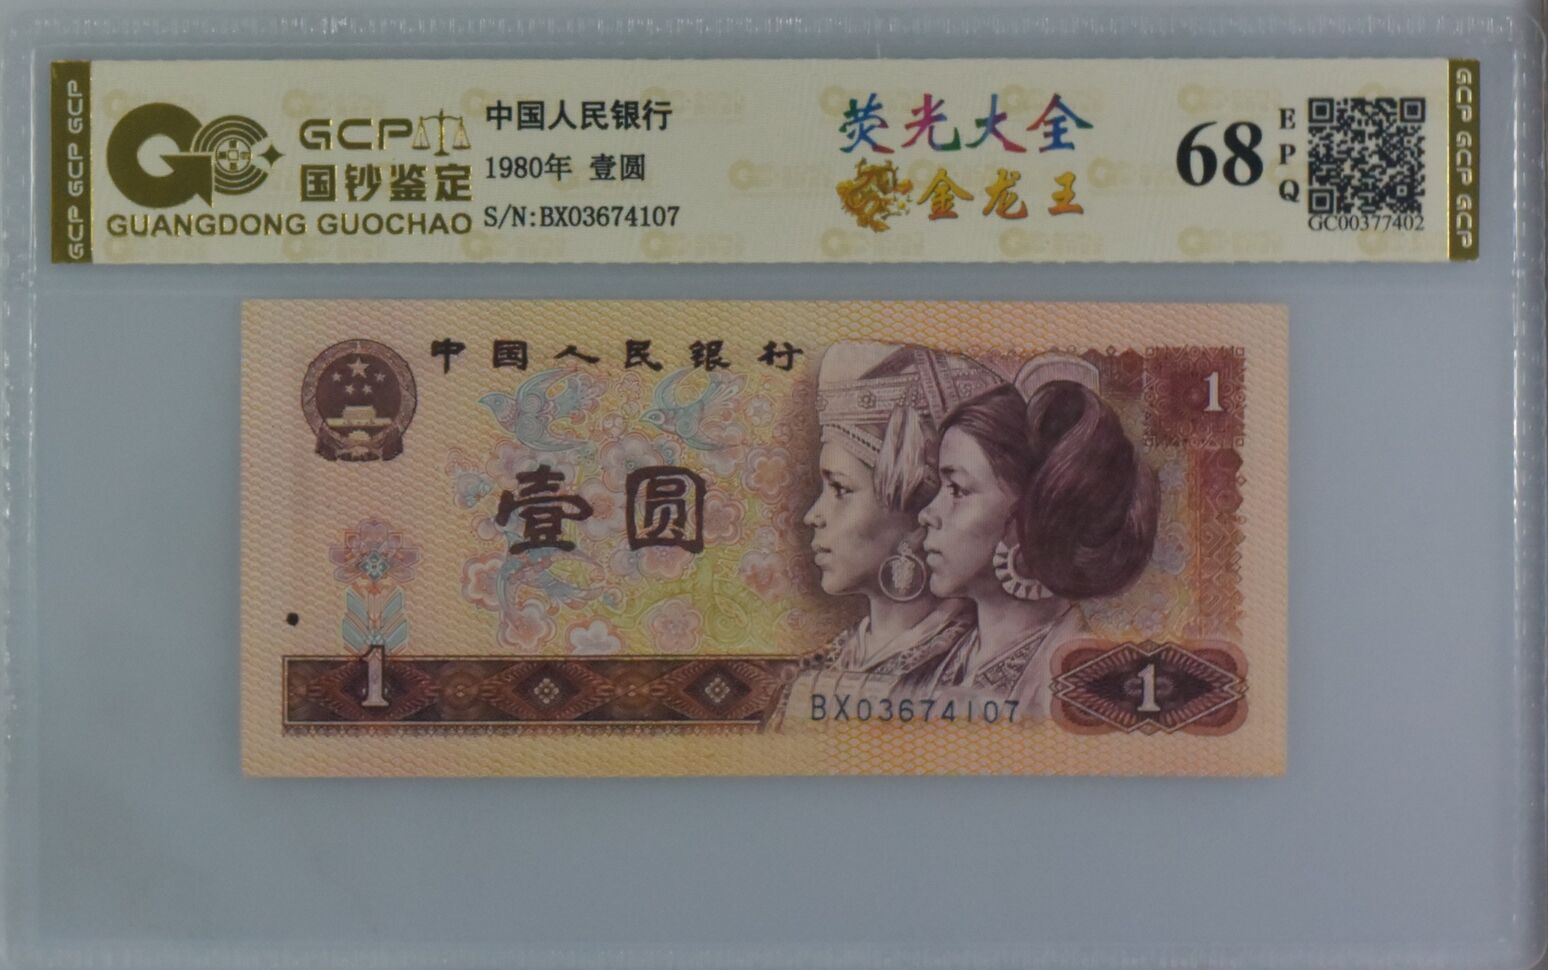 GCP GCP GCP
GCP
国钞鉴定
GUANGDONG GUOCHAO
中国人民银行
1980年 壹圆
S/N:BX03674107
荧光大全
金龙王
68
EPQ
GC00377402
GCP GCP GCP
中国人民银行
1
壹圆
1
BX03674107
1